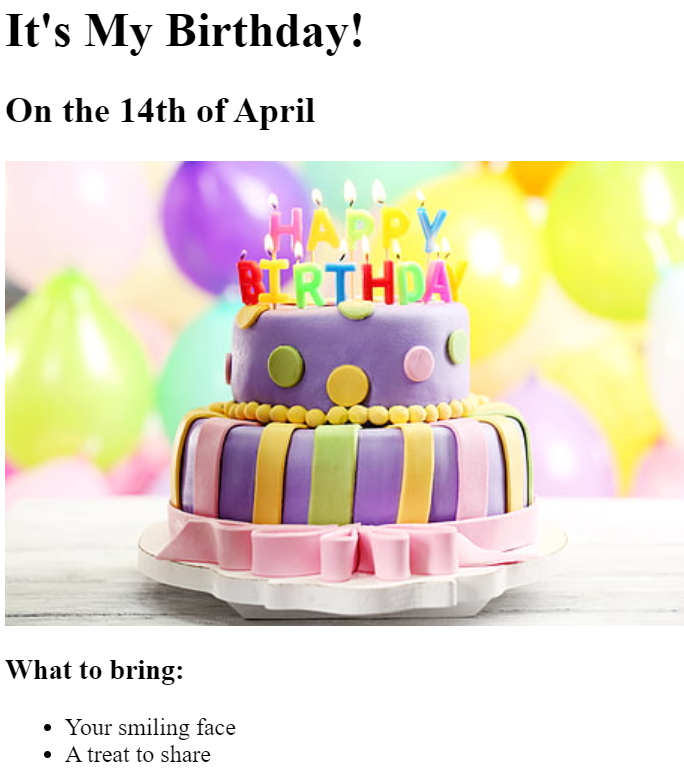 It's My Birthday!
On the 14th of April
HAPPY
BIRTHDAY
What to bring:
Your smiling face
A treat to share